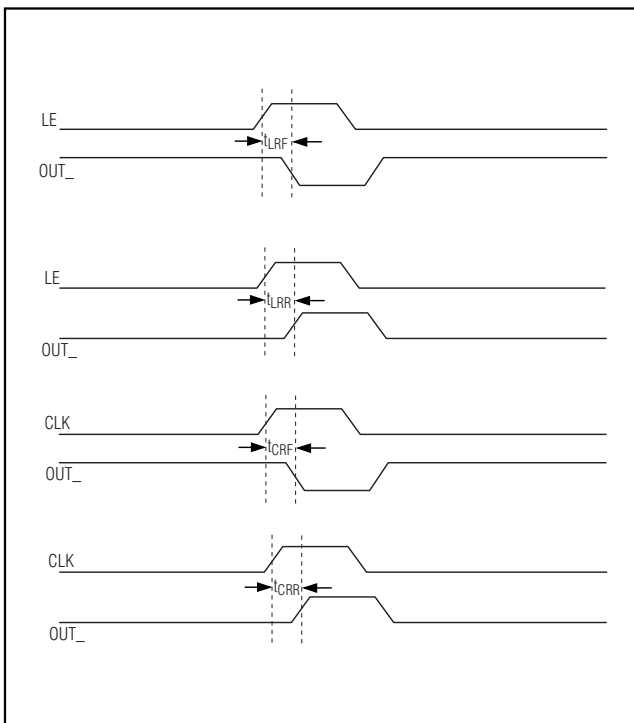 LE
tLRF
OUT_
LE
tLRR
OUT_
CLK
tCRF
OUT_
CLK
tCRR
OUT_